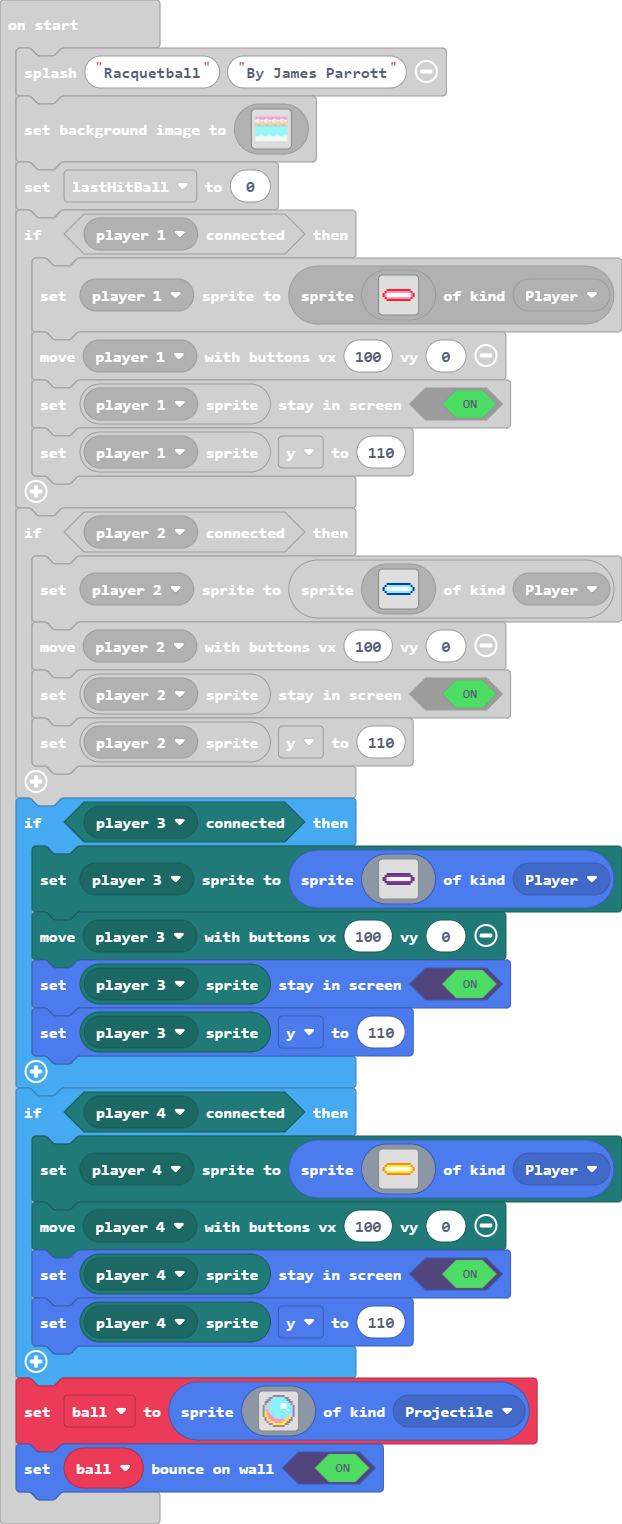 on start
splash "Racquetball" "By James Parrott"
set background image to
set lastHitBall to 0
if player 1 connected then
set player 1 sprite to sprite of kind Player
move player 1 with buttons vx 100 vy 0
set player 1 sprite stay in screen ON
set player 1 sprite y to 110
if player 2 connected then
set player 2 sprite to sprite of kind Player
move player 2 with buttons vx 100 vy 0
set player 2 sprite stay in screen ON
set player 2 sprite y to 110
if player 3 connected then
set player 3 sprite to sprite of kind Player
move player 3 with buttons vx 100 vy 0
set player 3 sprite stay in screen ON
set player 3 sprite y to 110
if player 4 connected then
set player 4 sprite to sprite of kind Player
move player 4 with buttons vx 100 vy 0
set player 4 sprite stay in screen ON
set player 4 sprite y to 110
set ball to sprite of kind Projectile
set ball bounce on wall ON